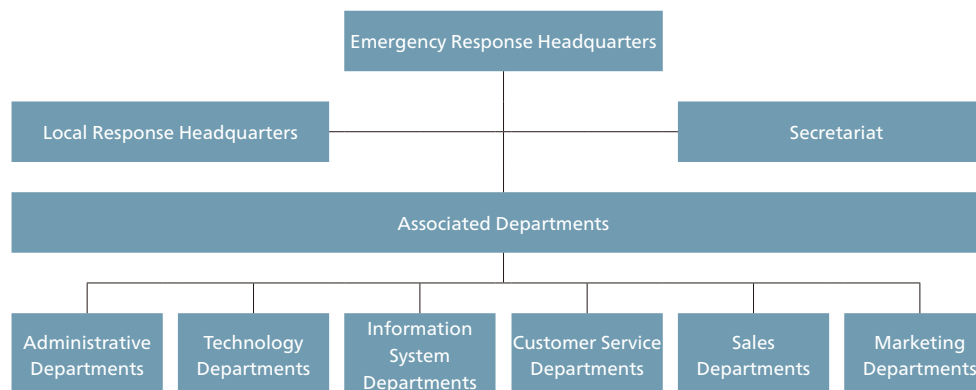 Emergency Response Headquarters
Local Response Headquarters
Secretariat
Associated Departments
Administrative
Departments
Technology
Departments
Information
System
Departments
Customer Service
Departments
Sales
Departments
Marketing
Departments